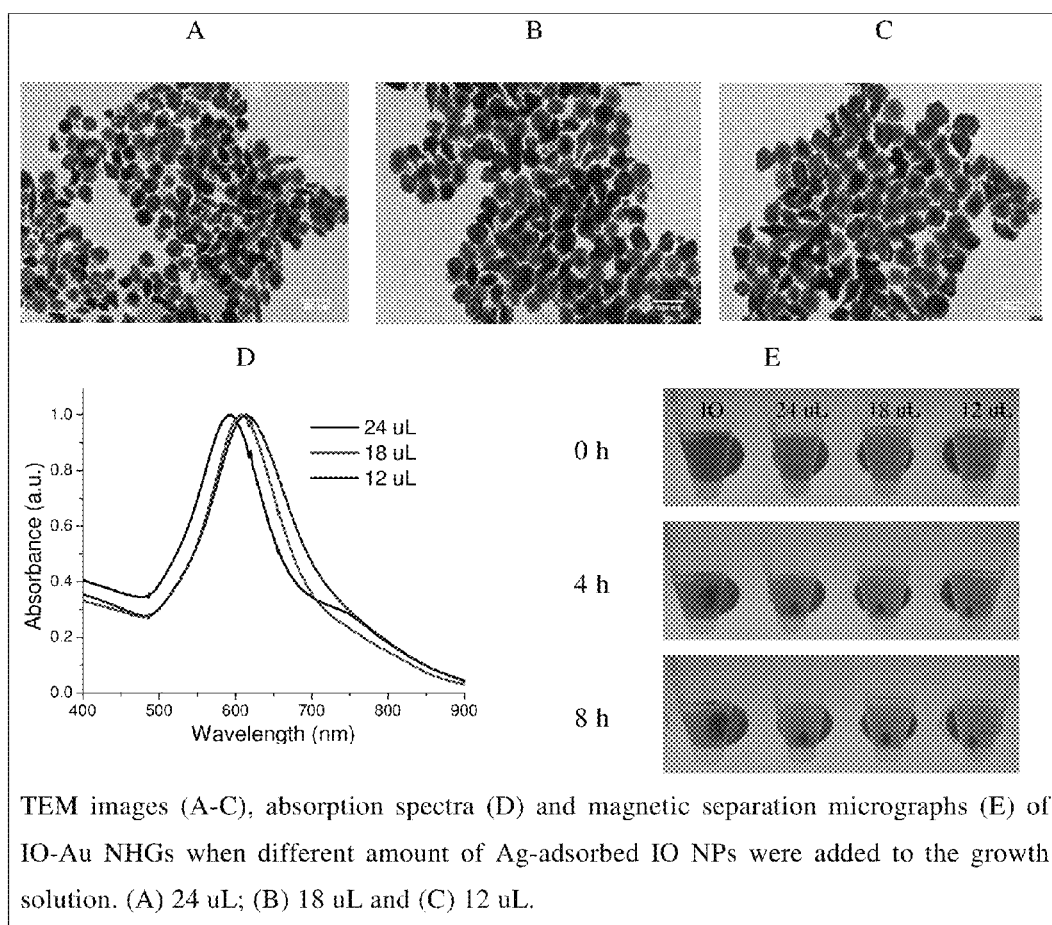 A
B
C
D
E
1.0
0.8
0.6
0.4
0.2
0.0
Absorbance (a.u.)
24 uL
18 uL
12 uL
400
500
600
700
800
900
Wavelength (nm)
IO
24 uL
18 uL
12 uL
0 h
4 h
8 h
TEM images (A-C), absorption spectra (D) and magnetic separation micrographs (E) of
IO-Au NHGs when different amount of Ag-adsorbed IO NPs were added to the growth
solution. (A) 24 uL; (B) 18 uL and (C) 12 uL.